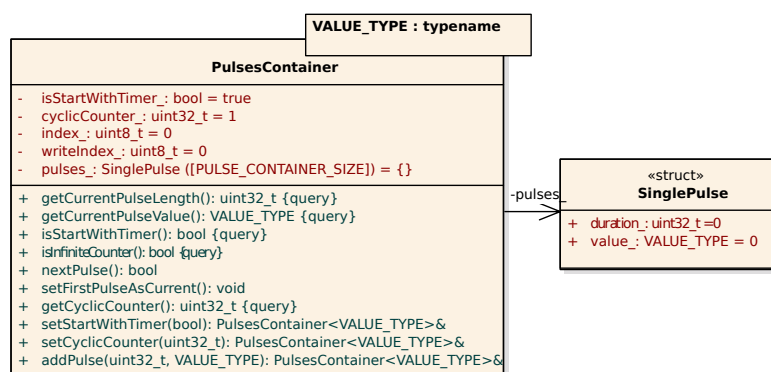 VALUE_TYPE : typename
PulsesContainer
- isStartWithTimer_: bool = true
- cyclicCounter_: uint32_t = 1
- index_: uint8_t = 0
- writeIndex_: uint8_t = 0
- pulses_: SinglePulse ([PULSE_CONTAINER_SIZE]) = {}
+ getCurrentPulseLength(): uint32_t {query}
+ getCurrentPulseValue(): VALUE_TYPE {query}
+ isStartWithTimer(): bool {query}
+ isInfiniteCounter(): bool {query}
+ nextPulse(): bool
+ setFirstPulseAsCurrent(): void
+ getCyclicCounter(): uint32_t {query}
+ setStartWithTimer(bool): PulsesContainer<VALUE_TYPE>&
+ setCyclicCounter(uint32_t): PulsesContainer<VALUE_TYPE>&
+ addPulse(uint32_t, VALUE_TYPE): PulsesContainer<VALUE_TYPE>&
-pulses_
«struct»
SinglePulse
+ duration_: uint32_t =0
+ value_: VALUE_TYPE = 0